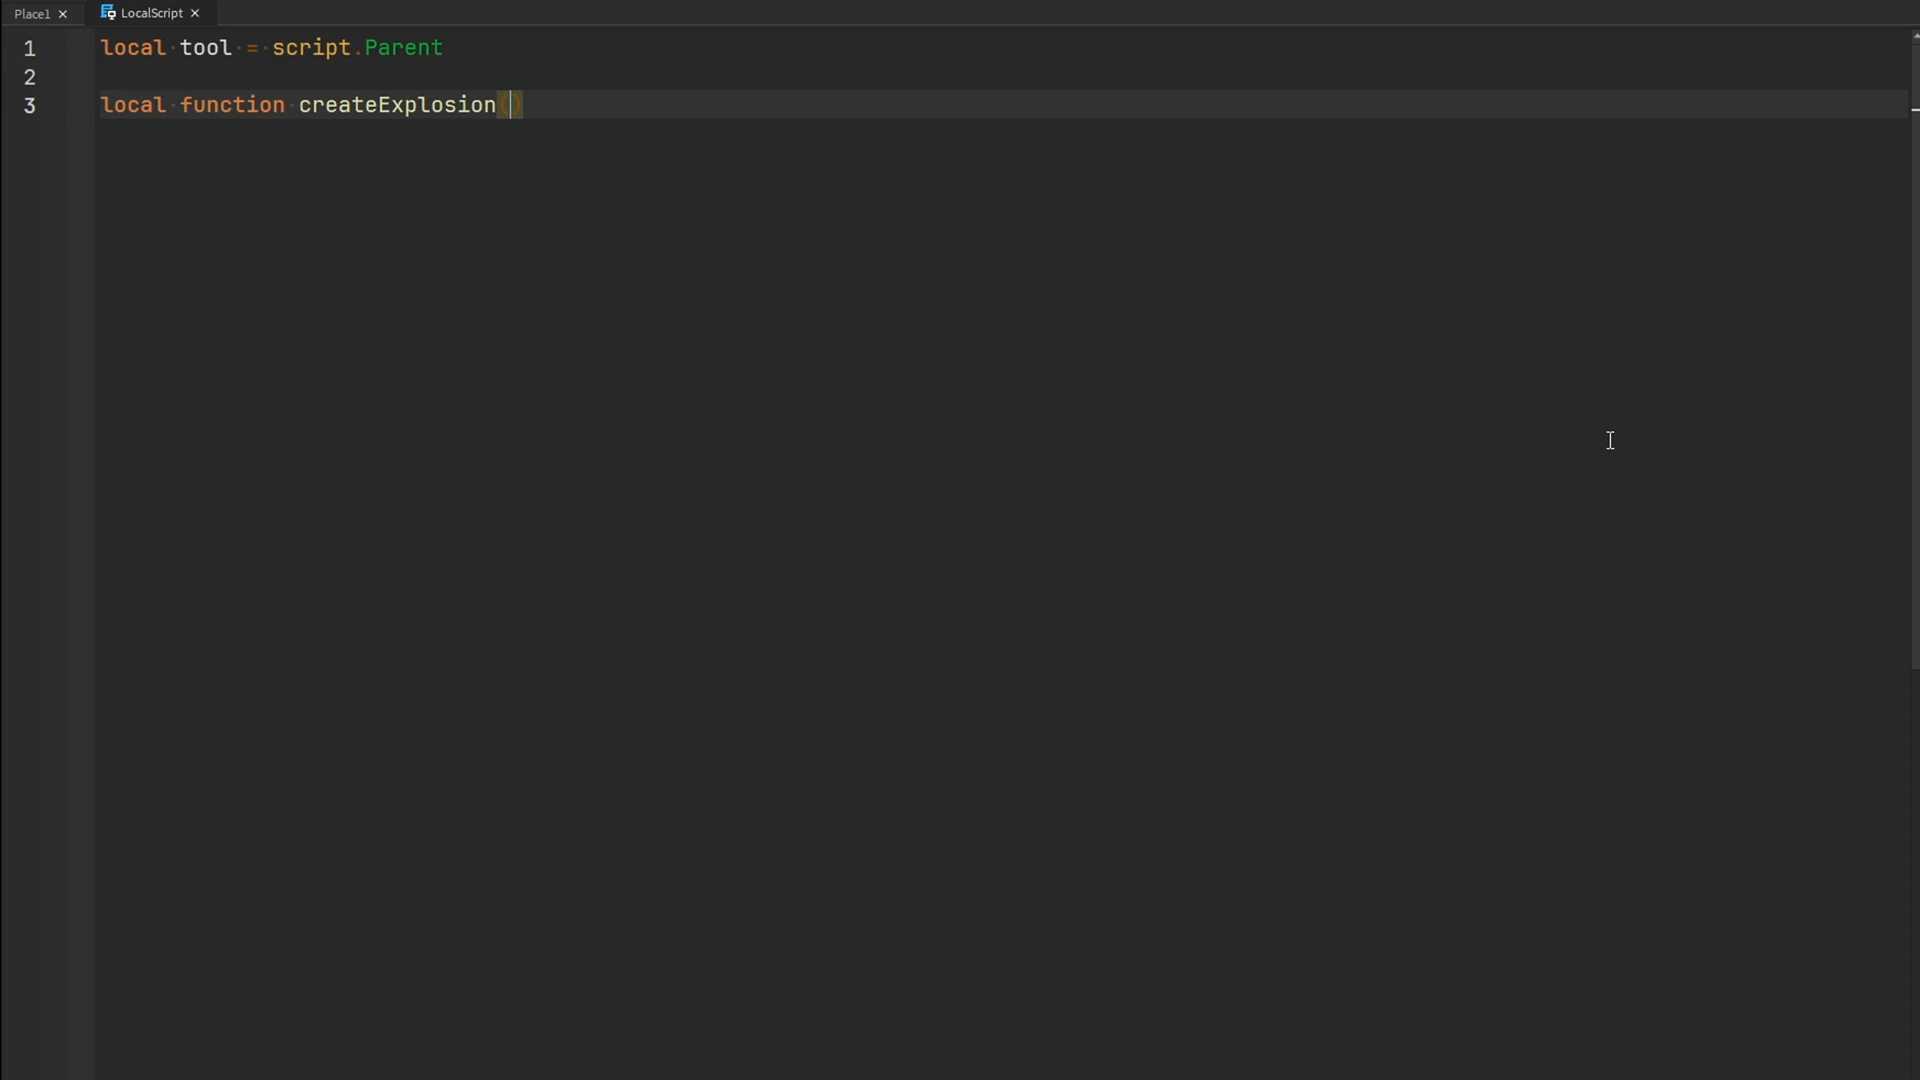 Place1 × LocalScript ×
1 local tool = script.Parent
2
3 local function createExplosion()